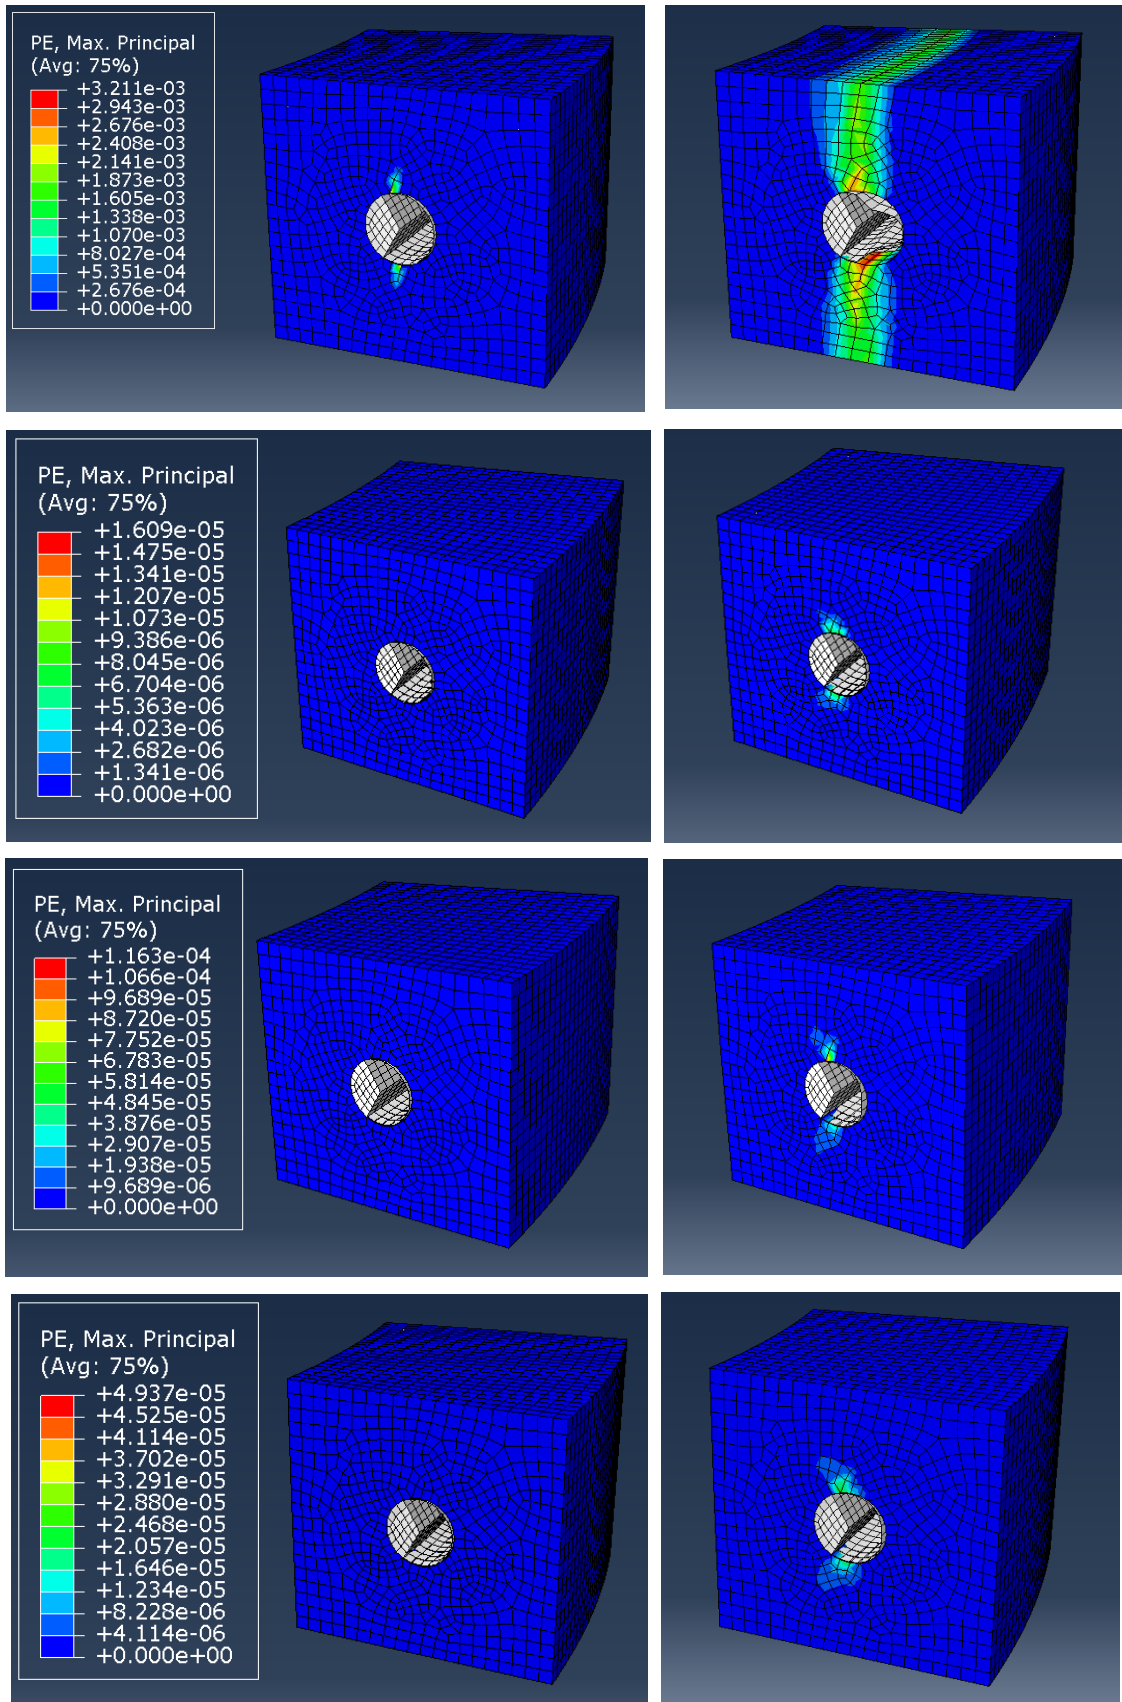 PE, Max. Principal
(Avg: 75%)
+3.211e-03
+2.943e-03
+2.676e-03
+2.408e-03
+2.141e-03
+1.873e-03
+1.605e-03
+1.338e-03
+1.070e-03
+8.027e-04
+5.351e-04
+2.676e-04
+0.000e+00
PE, Max. Principal
(Avg: 75%)
+1.609e-05
+1.475e-05
+1.341e-05
+1.207e-05
+1.073e-05
+9.386e-06
+8.045e-06
+6.704e-06
+5.363e-06
+4.023e-06
+2.682e-06
+1.341e-06
+0.000e+00
PE, Max. Principal
(Avg: 75%)
+1.163e-04
+1.066e-04
+9.689e-05
+8.720e-05
+7.752e-05
+6.783e-05
+5.814e-05
+4.845e-05
+3.876e-05
+2.907e-05
+1.938e-05
+9.689e-06
+0.000e+00
PE, Max. Principal
(Avg: 75%)
+4.937e-05
+4.525e-05
+4.114e-05
+3.702e-05
+3.291e-05
+2.880e-05
+2.468e-05
+2.057e-05
+1.646e-05
+1.234e-05
+8.228e-06
+4.114e-06
+0.000e+00